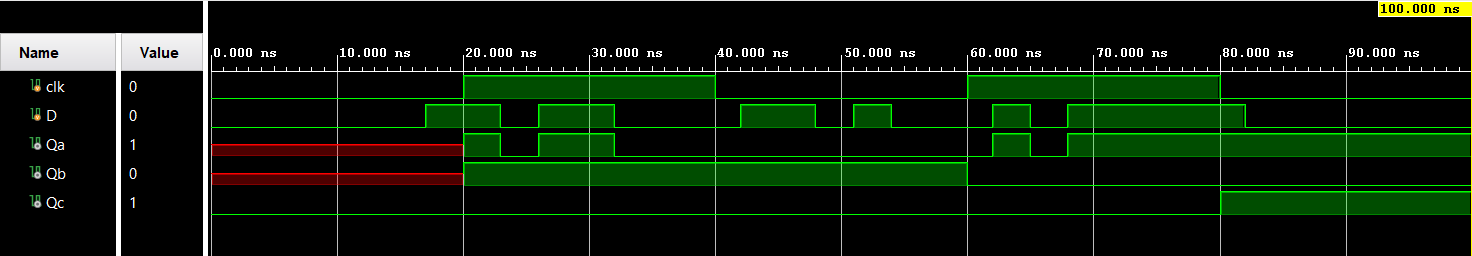 100.000 ns
Name Value
0.000 ns 10.000 ns 20.000 ns 30.000 ns 40.000 ns 50.000 ns 60.000 ns 70.000 ns 80.000 ns 90.000 ns
clk 0
D 0
Qa 1
Qb 0
Qc 1